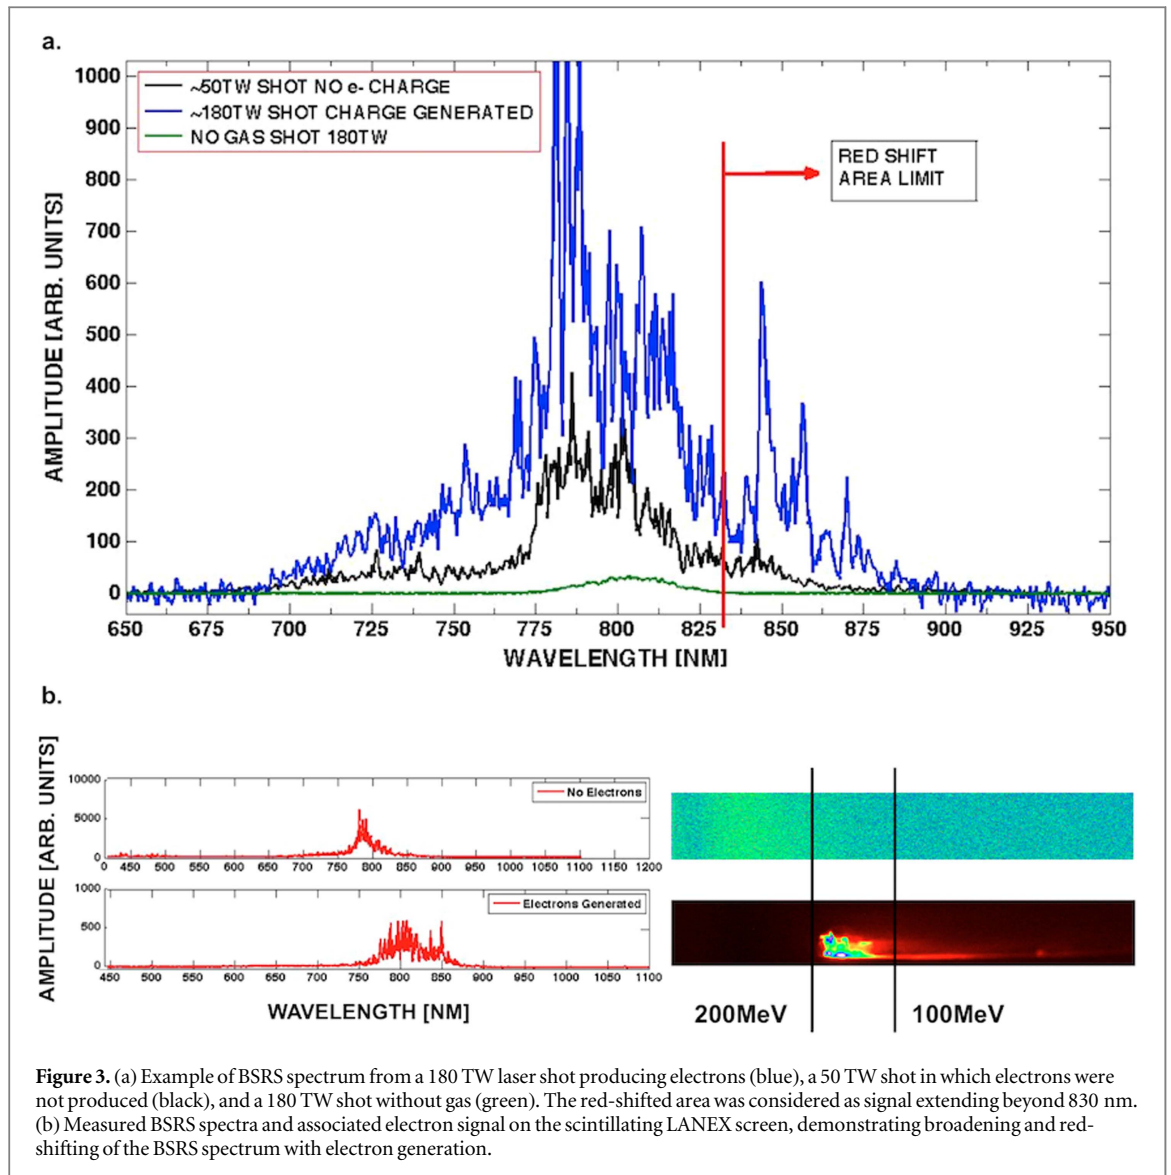 a.
1000
900
800
700
600
500
400
300
200
100
0
AMPLITUDE [ARB. UNITS]
~50TW SHOT NO e- CHARGE
~180TW SHOT CHARGE GENERATED
NO GAS SHOT 180TW
RED SHIFT
AREA LIMIT
650 675 700 725 750 775 800 825 850 875 900 925 950
WAVELENGTH [NM]
b.
AMPLITUDE [ARB. UNITS]
10000
5000
0
No Electrons
0 450 500 550 600 650 700 750 800 850 900 950 1000 1050 1100 1150 1200
1000
500
0
Electrons Generated
450 500 550 600 650 700 750 800 850 900 950 1000 1050 1100
WAVELENGTH [NM]
200MeV
100MeV
Figure 3. (a) Example of BSRS spectrum from a 180 TW laser shot producing electrons (blue), a 50 TW shot in which electrons were
not produced (black), and a 180 TW shot without gas (green). The red-shifted area was considered as signal extending beyond 830 nm.
(b) Measured BSRS spectra and associated electron signal on the scintillating LANEX screen, demonstrating broadening and red-
shifting of the BSRS spectrum with electron generation.